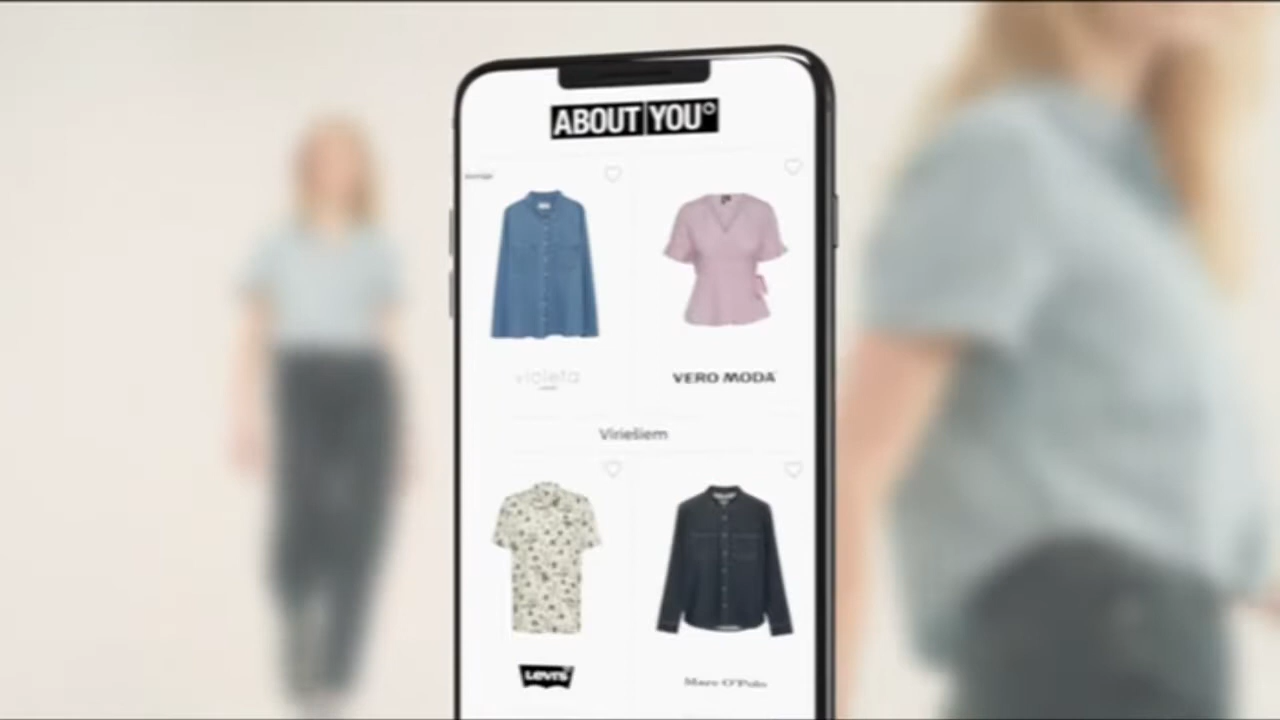 ABOUT YOU°
violeta
VERO MODA
Vīriešiem
Levi's
Marc O'Polo